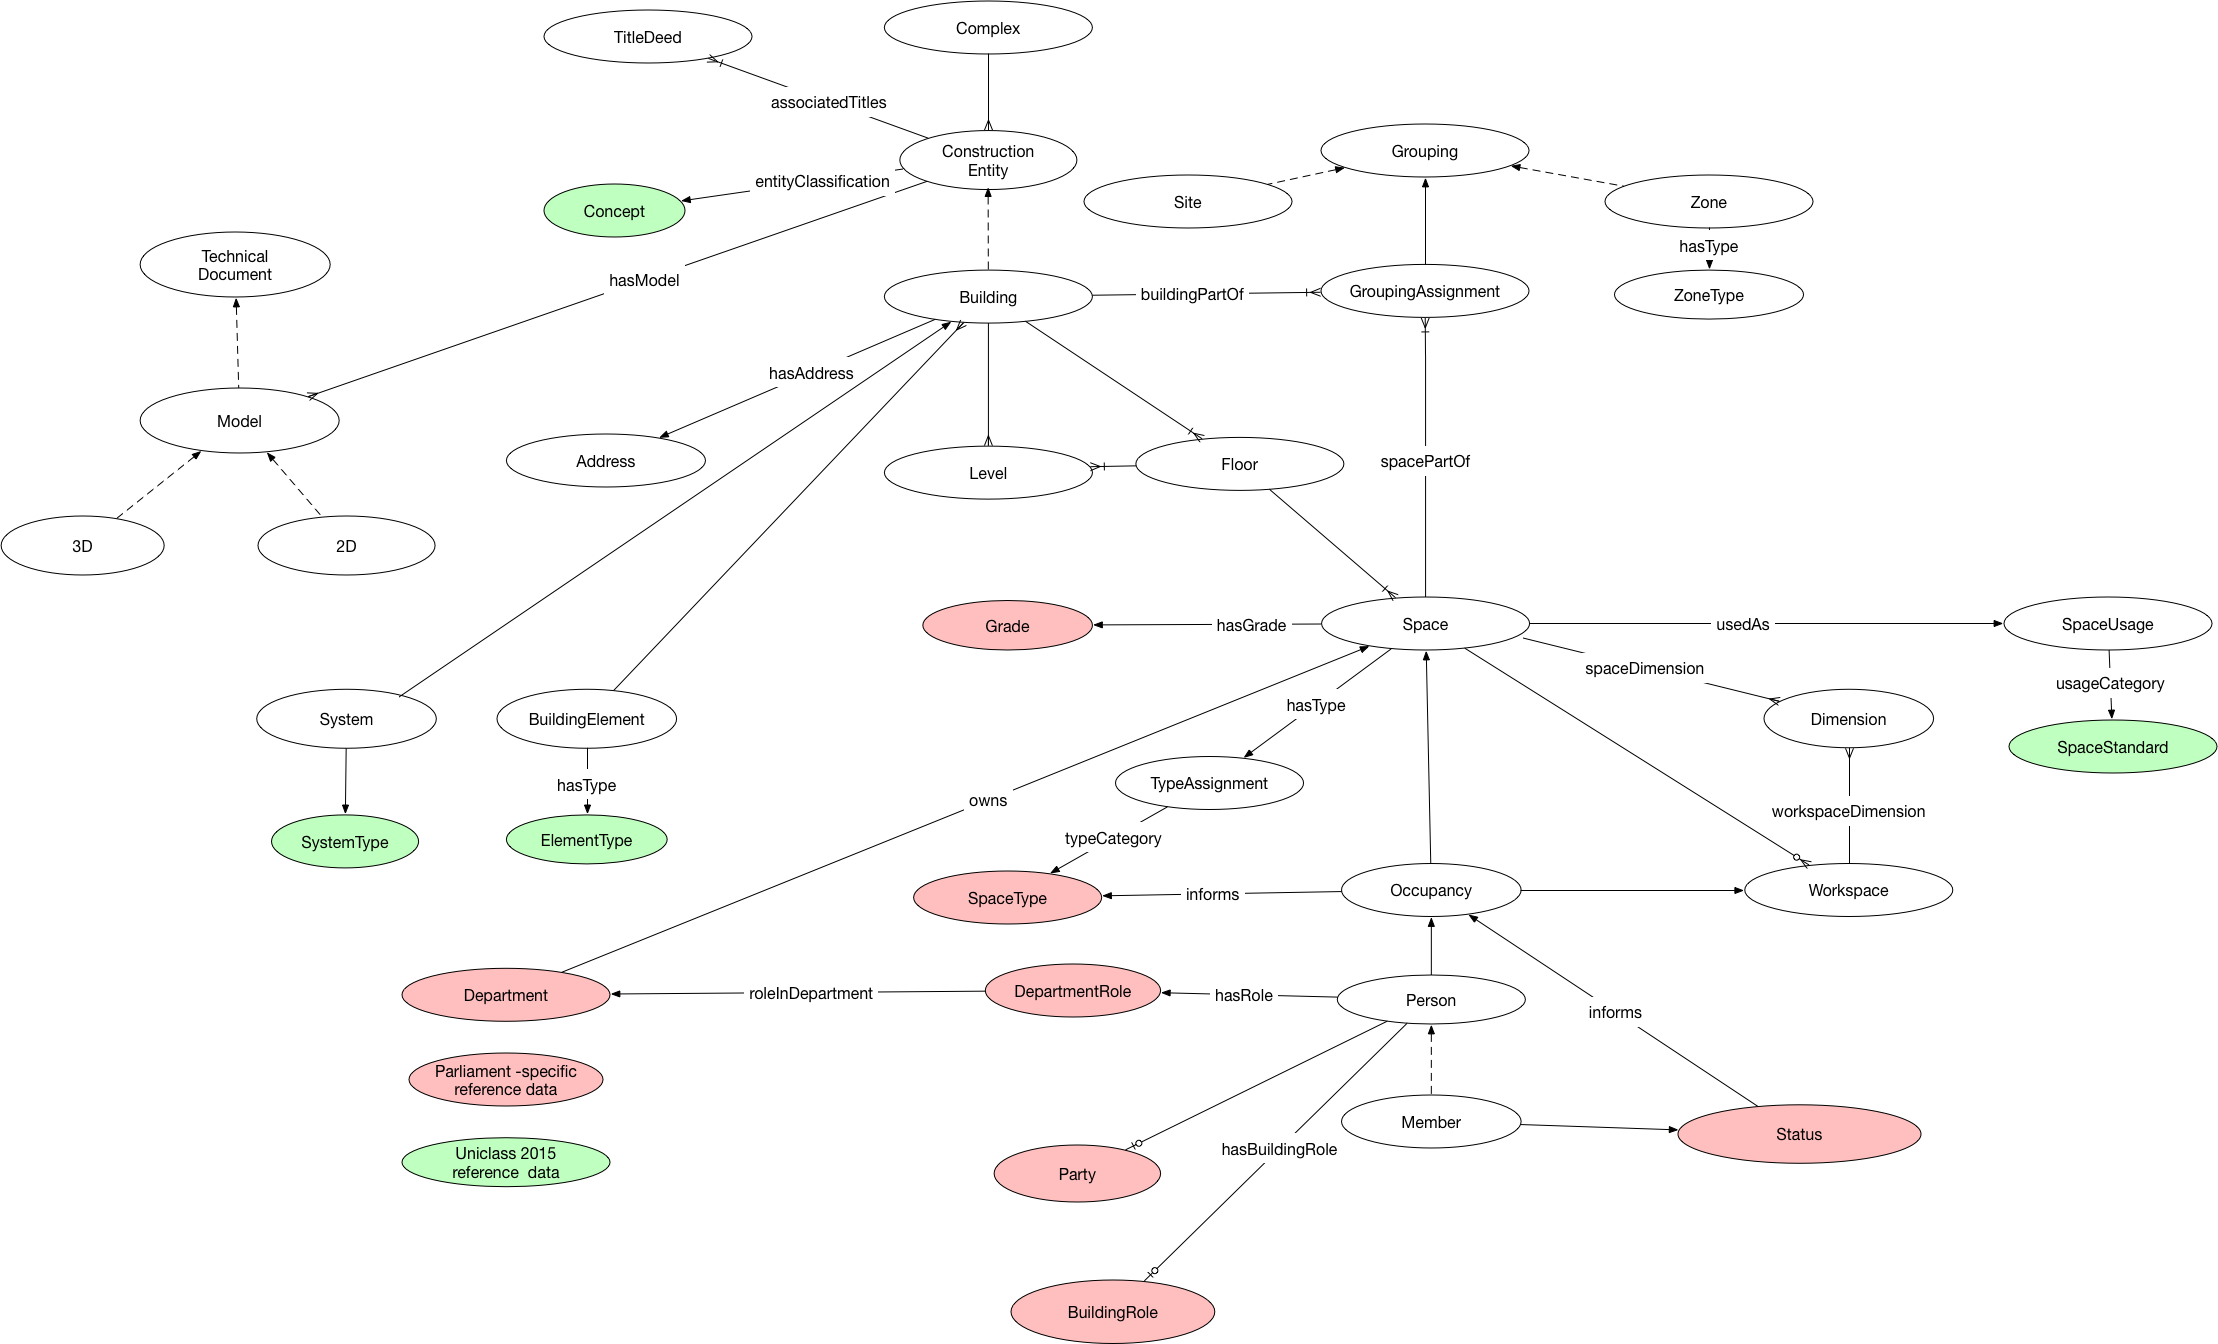 Complex
TitleDeed
associatedTitles
Construction
Entity
Grouping
entityClassification
Concept
Site
Zone
hasType
Technical
Document
hasModel
Building
buildingPartOf
GroupingAssignment
ZoneType
hasAddress
Model
Address
Level
Floor
spacePartOf
3D
2D
Grade
hasGrade
Space
usedAs
SpaceUsage
spaceDimension
usageCategory
System
BuildingElement
hasType
Dimension
SpaceStandard
hasType
TypeAssignment
owns
workspaceDimension
SystemType
ElementType
typeCategory
SpaceType
informs
Occupancy
Workspace
Department
roleInDepartment
DepartmentRole
hasRole
Person
informs
Parliament -specific
reference data
Member
Status
Uniclass 2015
reference  data
hasBuildingRole
Party
BuildingRole